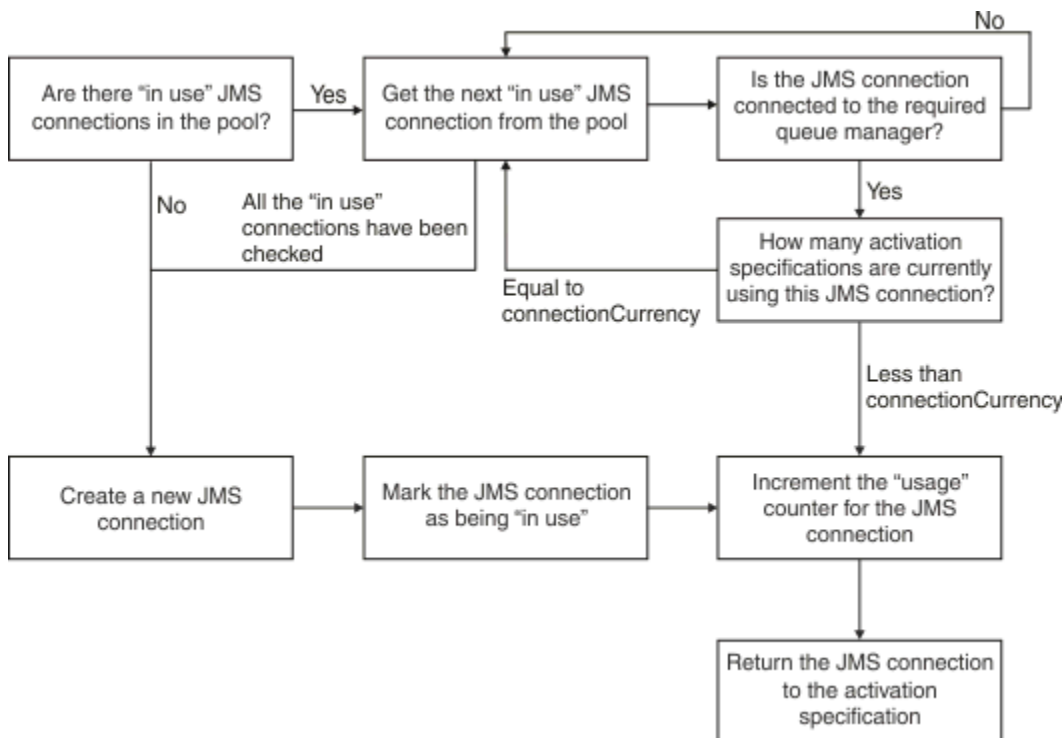 No
Are there “in use” JMS
connections in the pool?
Yes
Get the next “in use” JMS
connection from the pool
Is the JMS connection
connected to the required
queue manager?
No
All the “in use”
connections have been
checked
Yes
How many activation
specifications are currently
using this JMS connection?
Equal to
connectionCurrency
Less than
connectionCurrency
Create a new JMS
connection
Mark the JMS connection
as being “in use”
Increment the “usage”
counter for the JMS
connection
Return the JMS connection
to the activation
specification